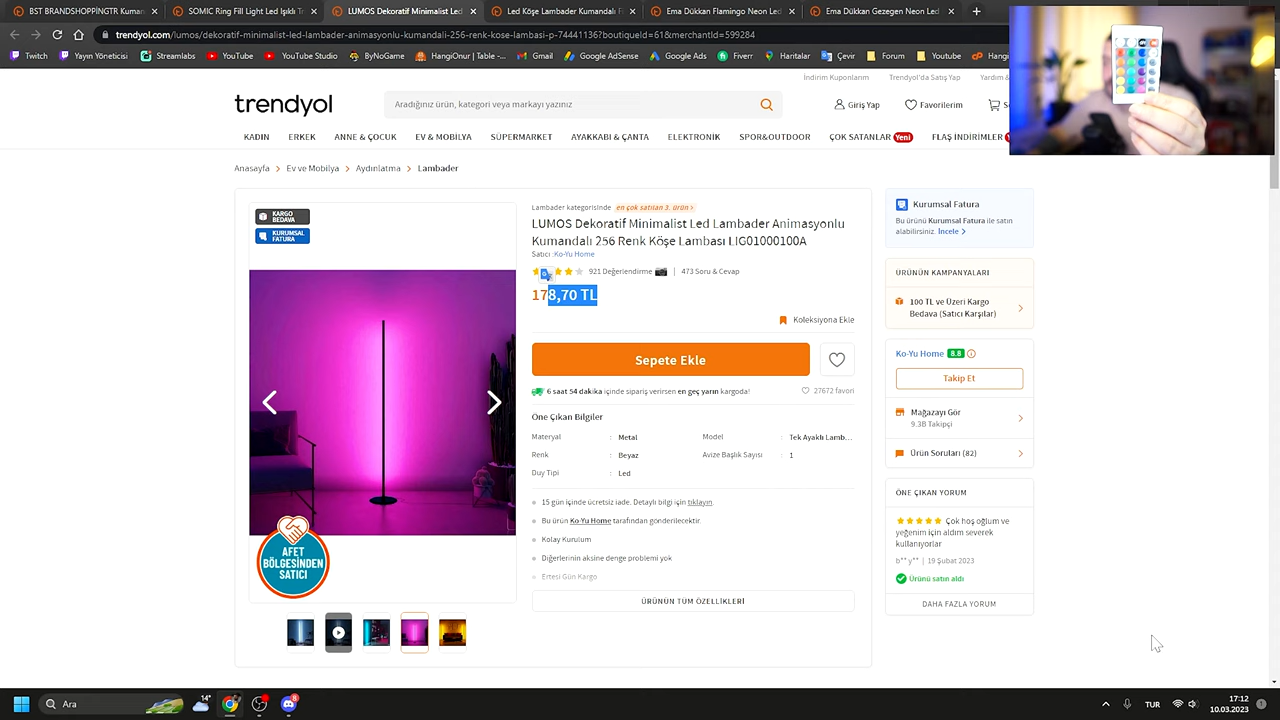 BST BRANDSHOPPİNGTR Kuman
SOMIC Ring Fill Light Led Işıklı T
LUMOS Dekoratif Minimalist Led
Led Köşe Lambader Kumandalı F
Ema Dükkan Benzing Neon Led
Ema Dükkan Gezegen Neon Led
trendyol.com/lumos/dekoratif-minimalist-led-lambader-animasyonlu-kumandali-256-renk-kose-lambasi-p-74441136?boutiqueId=61&merchantId=599284
Twitch
Yayın Yöneticisi
Streamlabs
YouTube
YouTube Studio
ByNoGame
HangiOnur | Twitch -...
Gmail
Google AdSense
Google Ads
Fiverr
Haritalar
Çevir
Forum
Youtube
Hang
İndirim Kuponlarım
Trendyol'da Satış Yap
Yardım &
trendyol
Aradığınız ürün, kategori veya markayı yazınız
Giriş Yap
Favorilerim
KADIN
ERKEK
ANNE & ÇOCUK
EV & MOBİLYA
SÜPERMARKET
AYAKKABI & ÇANTA
ELEKTRONİK
SPOR&OUTDOOR
ÇOK SATANLAR Yeni
FLAŞ İNDİRİMLER
Anasayfa > Ev ve Mobilya > Aydınlatma > Lambader
KARGO
BEDAVA
KURUMSAL
FATURA
AFET
BÖLGESİNDEN
SATICI
Lambader kategorisinde en çok satılan 3. ürün >
LUMOS Dekoratif Minimalist Led Lambader Animasyonlu
Kumandalı 256 Renk Köşe Lambası LIG01000100A
Satıcı :Ko-Yu Home
921 Değerlendirme | 473 Soru & Cevap
178,70 TL
Koleksiyona Ekle
Sepete Ekle
6 saat 54 dakika içinde sipariş verirsen en geç yarın kargoda!
27672 favori
Öne Çıkan Bilgiler
Materyal : Metal
Model : Tek Ayaklı Lamb...
Renk : Beyaz
Avize Başlık Sayısı : 1
Duy Tipi : Led
15 gün içinde ücretsiz iade. Detaylı bilgi için tıklayın.
Bu ürün Ko-Yu Home tarafından gönderilecektir.
Kolay Kurulum
Diğerlerinin aksine denge problemi yok
Ertesi Gün Kargo
ÜRÜNÜN TÜM ÖZELLİKLERİ
Kurumsal Fatura
Bu ürünü Kurumsal Fatura ile satın
alabilirsiniz. İncele >
ÜRÜNÜN KAMPANYALARI
100 TL ve Üzeri Kargo
Bedava (Satıcı Karşılar)
Ko-Yu Home 8.8
Takip Et
Mağazayı Gör
9.3B Takipçi
Ürün Soruları (82)
ÖNE ÇIKAN YORUM
Çok hoş oğlum ve
yeğenim için aldım severek
kullanıyorlar
b** y** | 19 Şubat 2023
Ürünü satın aldı
DAHA FAZLA YORUM
Ara
14°
8
TUR
17:12
10.03.2023
1